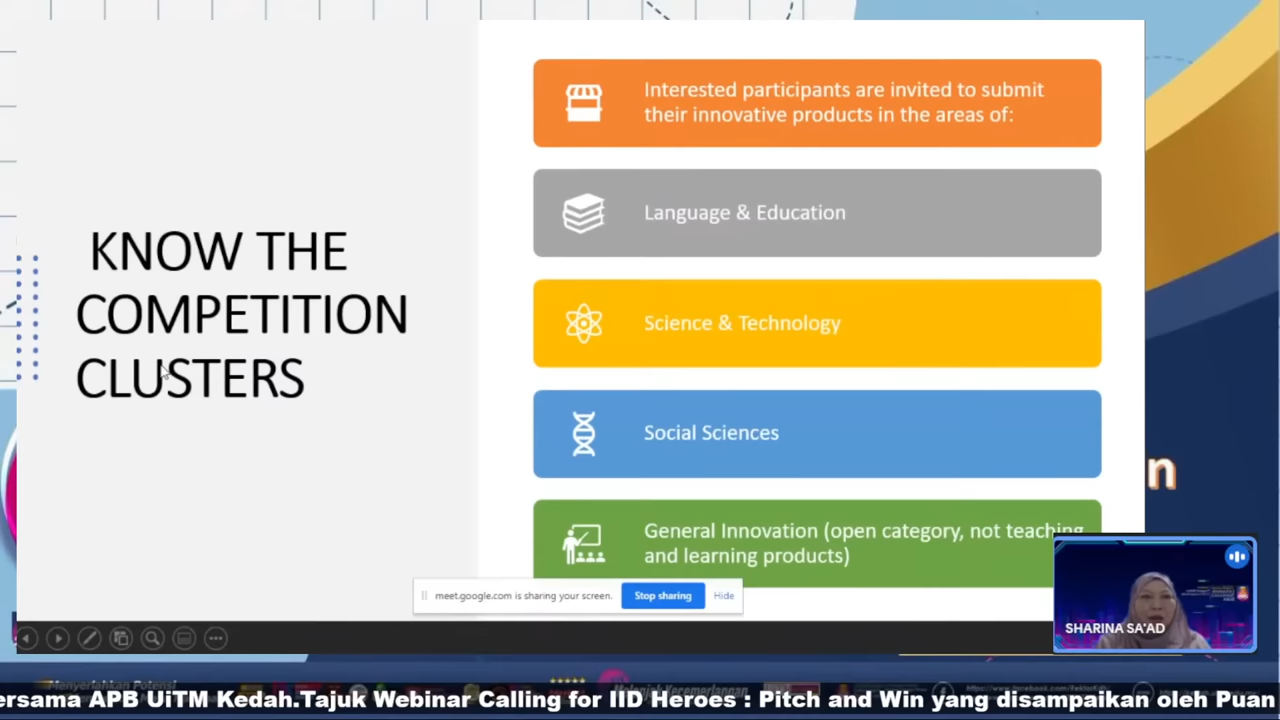 KNOW THE
COMPETITION
CLUSTERS
Interested participants are invited to submit
their innovative products in the areas of:
Language & Education
Science & Technology
Social Sciences
General Innovation (open category, not teaching
and learning products)
meet.google.com is sharing your screen.
Stop sharing
Hide
n
SHARINA SA'AD
Menyerlahkan Potensi
ersama APB UiTM Kedah.Tajuk Webinar Calling for IID Heroes : Pitch and Win yang disampaikan oleh Puan